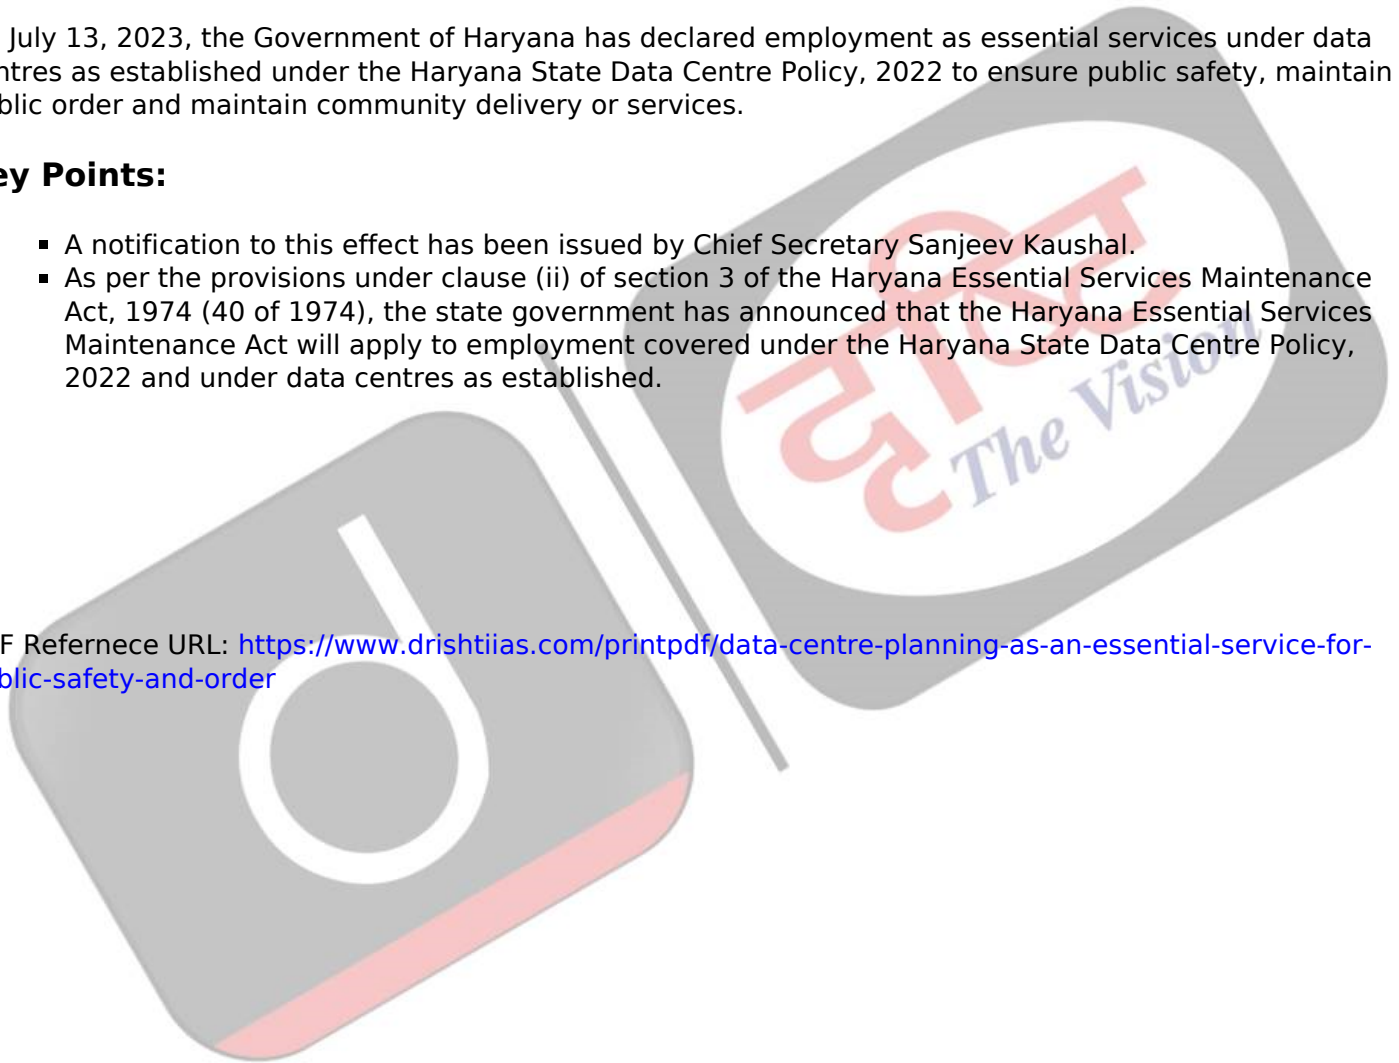 July 13, 2023, the Government of Haryana has declared employment as essential services under data
ntres as established under the Haryana State Data Centre Policy, 2022 to ensure public safety, maintain
blic order and maintain community delivery or services.
ey Points:
▪ A notification to this effect has been issued by Chief Secretary Sanjeev Kaushal.
▪ As per the provisions under clause (ii) of section 3 of the Haryana Essential Services Maintenance
Act, 1974 (40 of 1974), the state government has announced that the Haryana Essential Services
Maintenance Act will apply to employment covered under the Haryana State Data Centre Policy,
2022 and under data centres as established.
दृष्टि
The Vision
d
F Refernece URL: https://www.drishtiias.com/printpdf/data-centre-planning-as-an-essential-service-for-
blic-safety-and-order